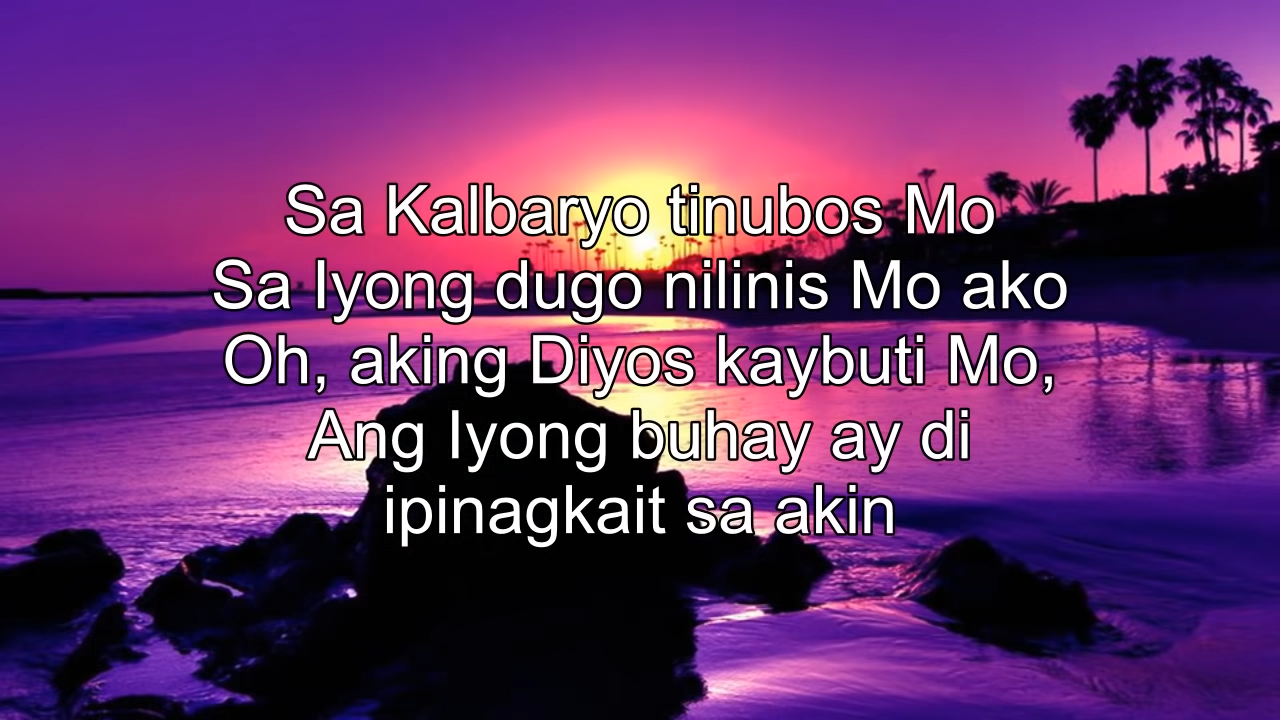 Sa Kalbaryo tinubos Mo
Sa Iyong dugo nilinis Mo ako
Oh, aking Diyos kaybuti Mo,
Ang Iyong buhay ay di
ipinagkait sa akin